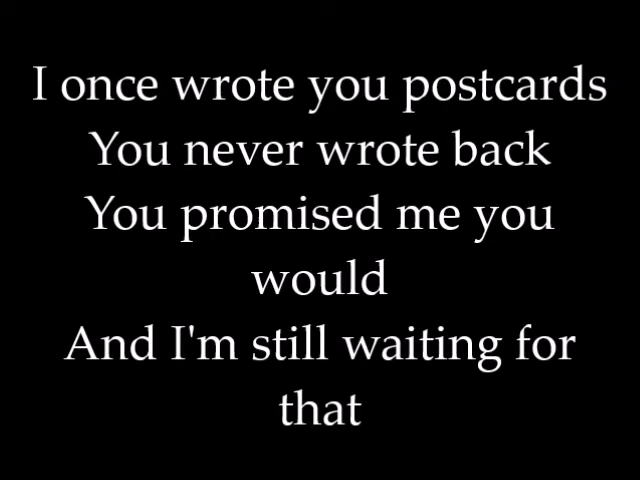 I once wrote you postcards
You never wrote back
You promised me you
would
And I'm still waiting for
that